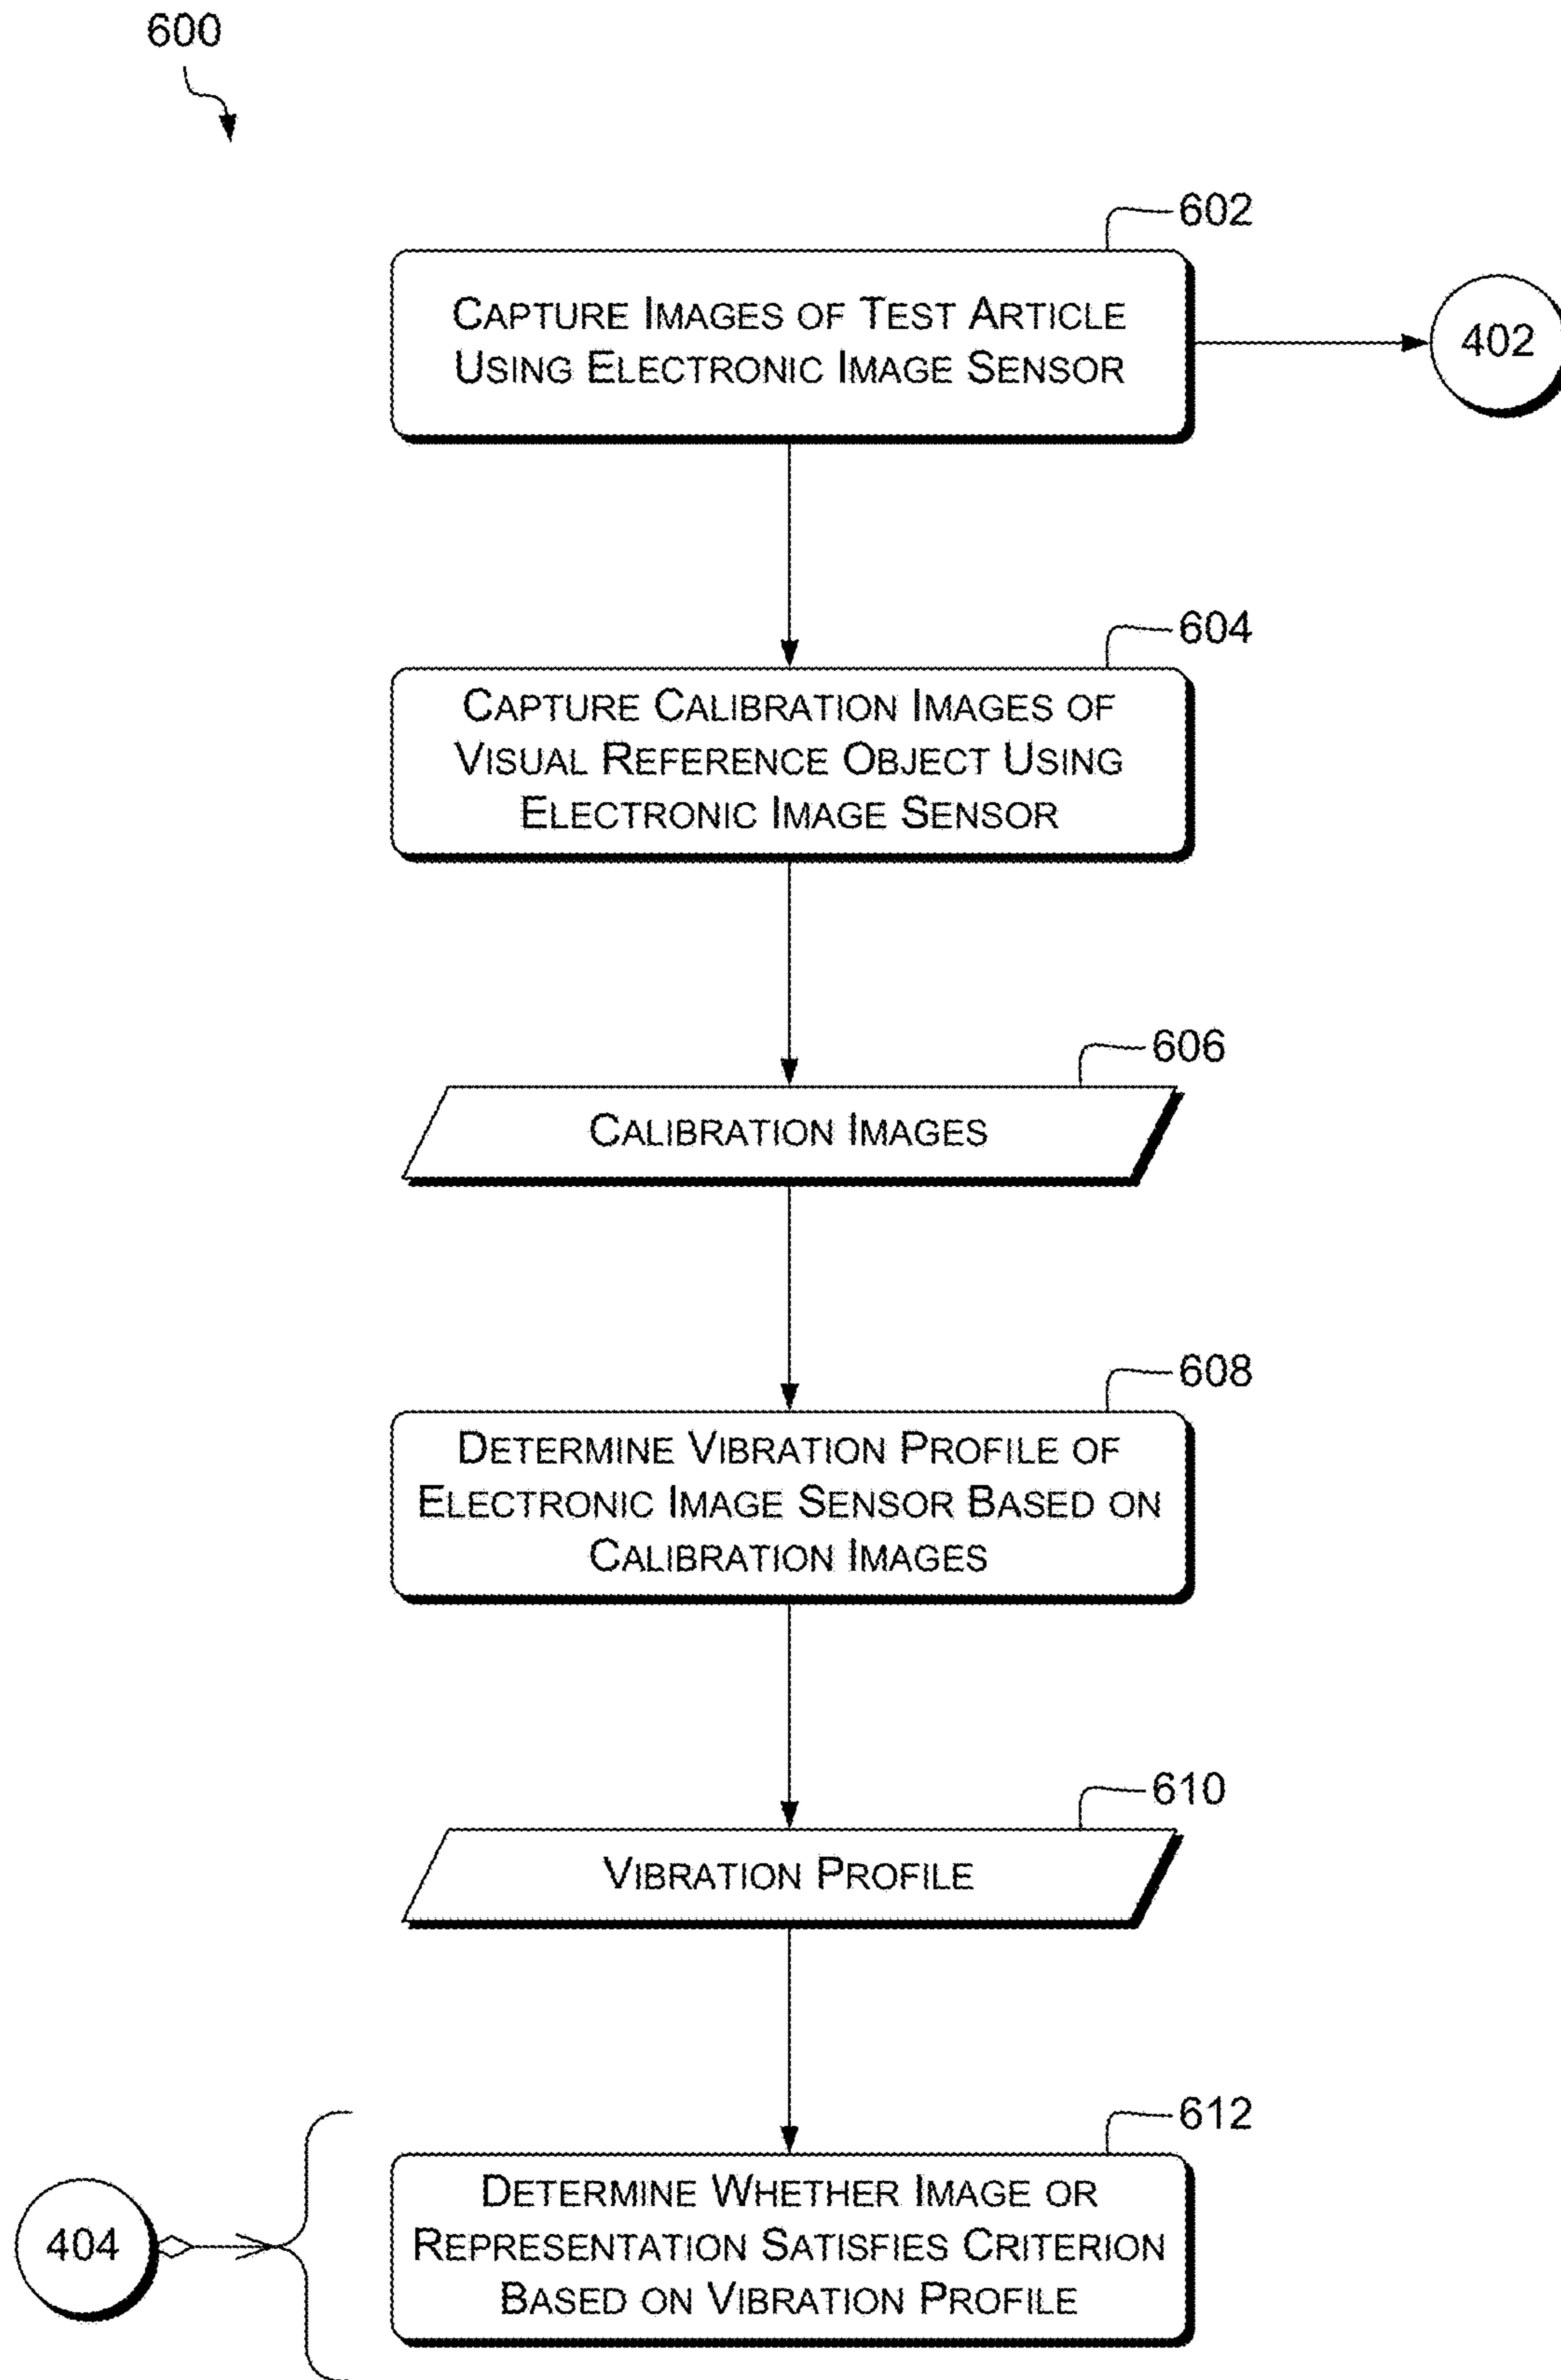 600
602
CAPTURE IMAGES OF TEST ARTICLE
USING ELECTRONIC IMAGE SENSOR
402
604
CAPTURE CALIBRATION IMAGES OF
VISUAL REFERENCE OBJECT USING
ELECTRONIC IMAGE SENSOR
606
CALIBRATION IMAGES
608
DETERMINE VIBRATION PROFILE OF
ELECTRONIC IMAGE SENSOR BASED ON
CALIBRATION IMAGES
610
VIBRATION PROFILE
612
404
DETERMINE WHETHER IMAGE OR
REPRESENTATION SATISFIES CRITERION
BASED ON VIBRATION PROFILE